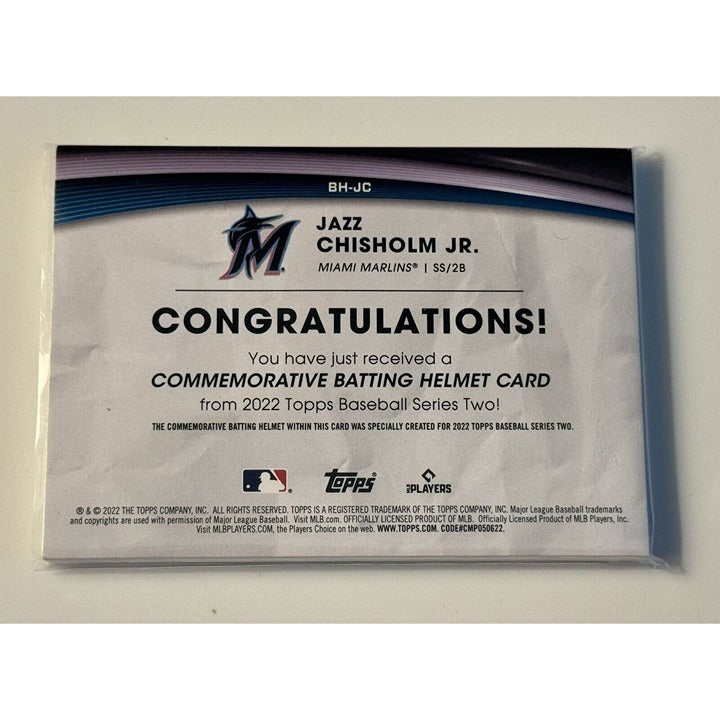 BH-JC
JAZZ
CHISHOLM JR.
MIAMI MARLINS® | SS/2B
CONGRATULATIONS!
You have just received a
COMMEMORATIVE BATTING HELMET CARD
from 2022 Topps Baseball Series Two!
THE COMMEMORATIVE BATTING HELMET WITHIN THIS CARD WAS SPECIALLY CREATED FOR 2022 TOPPS BASEBALL SERIES TWO.
Topps MLB PLAYERS
® & © 2022 THE TOPPS COMPANY, INC. ALL RIGHTS RESERVED. TOPPS IS A REGISTERED TRADEMARK OF THE TOPPS COMPANY, INC. Major League Baseball trademarks
and copyrights are used with permission of Major League Baseball. Visit MLB.com. OFFICIALLY LICENSED PRODUCT OF MLB. Officially Licensed Product of MLB Players, Inc.
Visit MLBPLAYERS.com, the Players Choice on the web. WWW.TOPPS.COM. CODE#CMP050622.